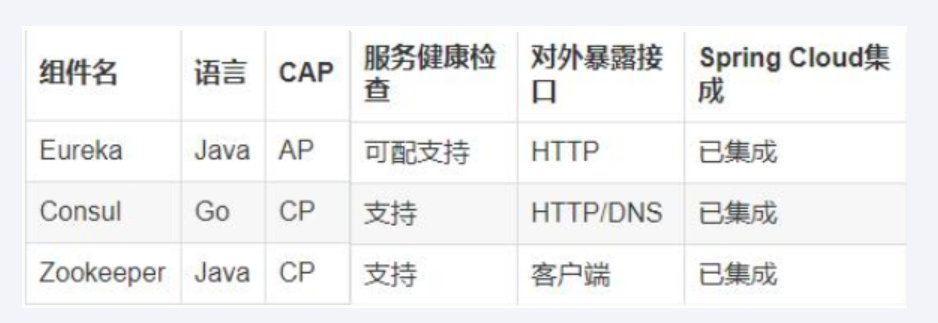 组件名 语言 CAP 服务健康检查 对外暴露接口 Spring Cloud集成
Eureka Java AP 可配支持 HTTP 已集成
Consul Go CP 支持 HTTP/DNS 已集成
Zookeeper Java CP 支持 客户端 已集成